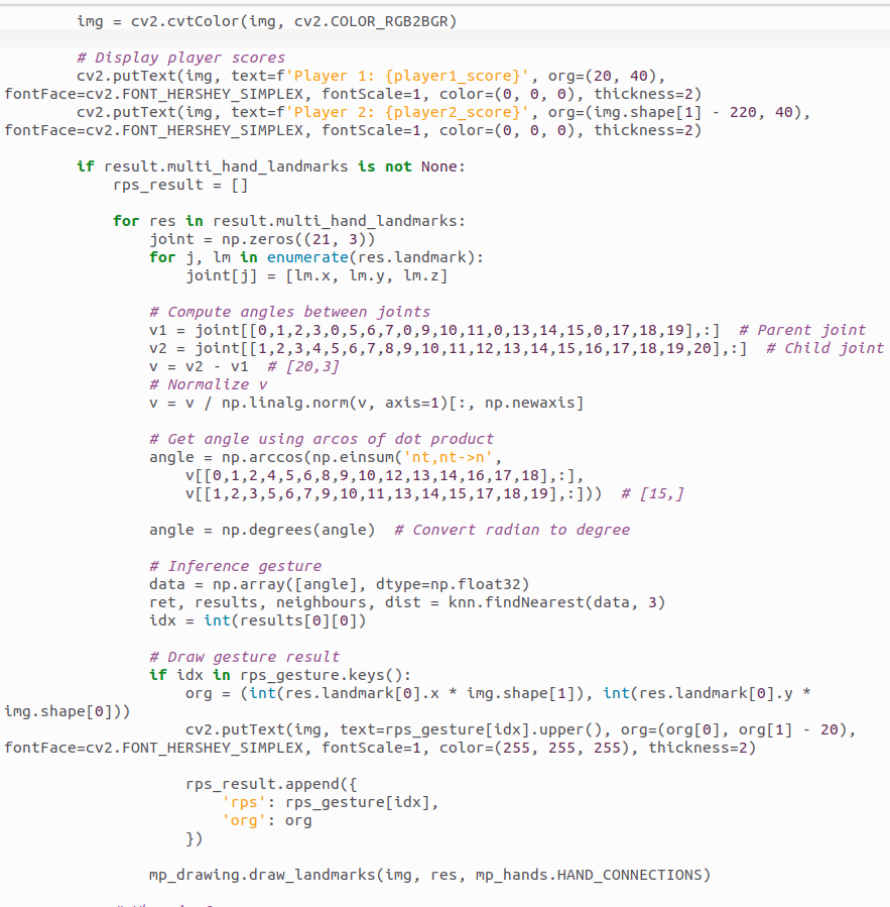 img = cv2.cvtColor(img, cv2.COLOR_RGB2BGR)
# Display player scores
cv2.putText(img, text=f'Player 1: {player1_score}', org=(20, 40),
fontFace=cv2.FONT_HERSHEY_SIMPLEX, fontScale=1, color=(0, 0, 0), thickness=2)
cv2.putText(img, text=f'Player 2: {player2_score}', org=(img.shape[1] - 220, 40),
fontFace=cv2.FONT_HERSHEY_SIMPLEX, fontScale=1, color=(0, 0, 0), thickness=2)
if result.multi_hand_landmarks is not None:
rps_result = []
for res in result.multi_hand_landmarks:
joint = np.zeros((21, 3))
for j, lm in enumerate(res.landmark):
joint[j] = [lm.x, lm.y, lm.z]
# Compute angles between joints
v1 = joint[[0,1,2,3,0,5,6,7,0,9,10,11,0,13,14,15,0,17,18,19],:]  # Parent joint
v2 = joint[[1,2,3,4,5,6,7,8,9,10,11,12,13,14,15,16,17,18,19,20],:]  # Child joint
v = v2 - v1  # [20,3]
# Normalize v
v = v / np.linalg.norm(v, axis=1)[:, np.newaxis]
# Get angle using arcos of dot product
angle = np.arccos(np.einsum('nt,nt->n',
v[[0,1,2,4,5,6,8,9,10,12,13,14,16,17,18],:],
v[[1,2,3,5,6,7,9,10,11,13,14,15,17,18,19],:]))  # [15,]
angle = np.degrees(angle)  # Convert radian to degree
# Inference gesture
data = np.array([angle], dtype=np.float32)
ret, results, neighbours, dist = knn.findNearest(data, 3)
idx = int(results[0][0])
# Draw gesture result
if idx in rps_gesture.keys():
org = (int(res.landmark[0].x * img.shape[1]), int(res.landmark[0].y *
img.shape[0]))
cv2.putText(img, text=rps_gesture[idx].upper(), org=(org[0], org[1] - 20),
fontFace=cv2.FONT_HERSHEY_SIMPLEX, fontScale=1, color=(255, 255, 255), thickness=2)
rps_result.append({
'rps': rps_gesture[idx],
'org': org
})
mp_drawing.draw_landmarks(img, res, mp_hands.HAND_CONNECTIONS)